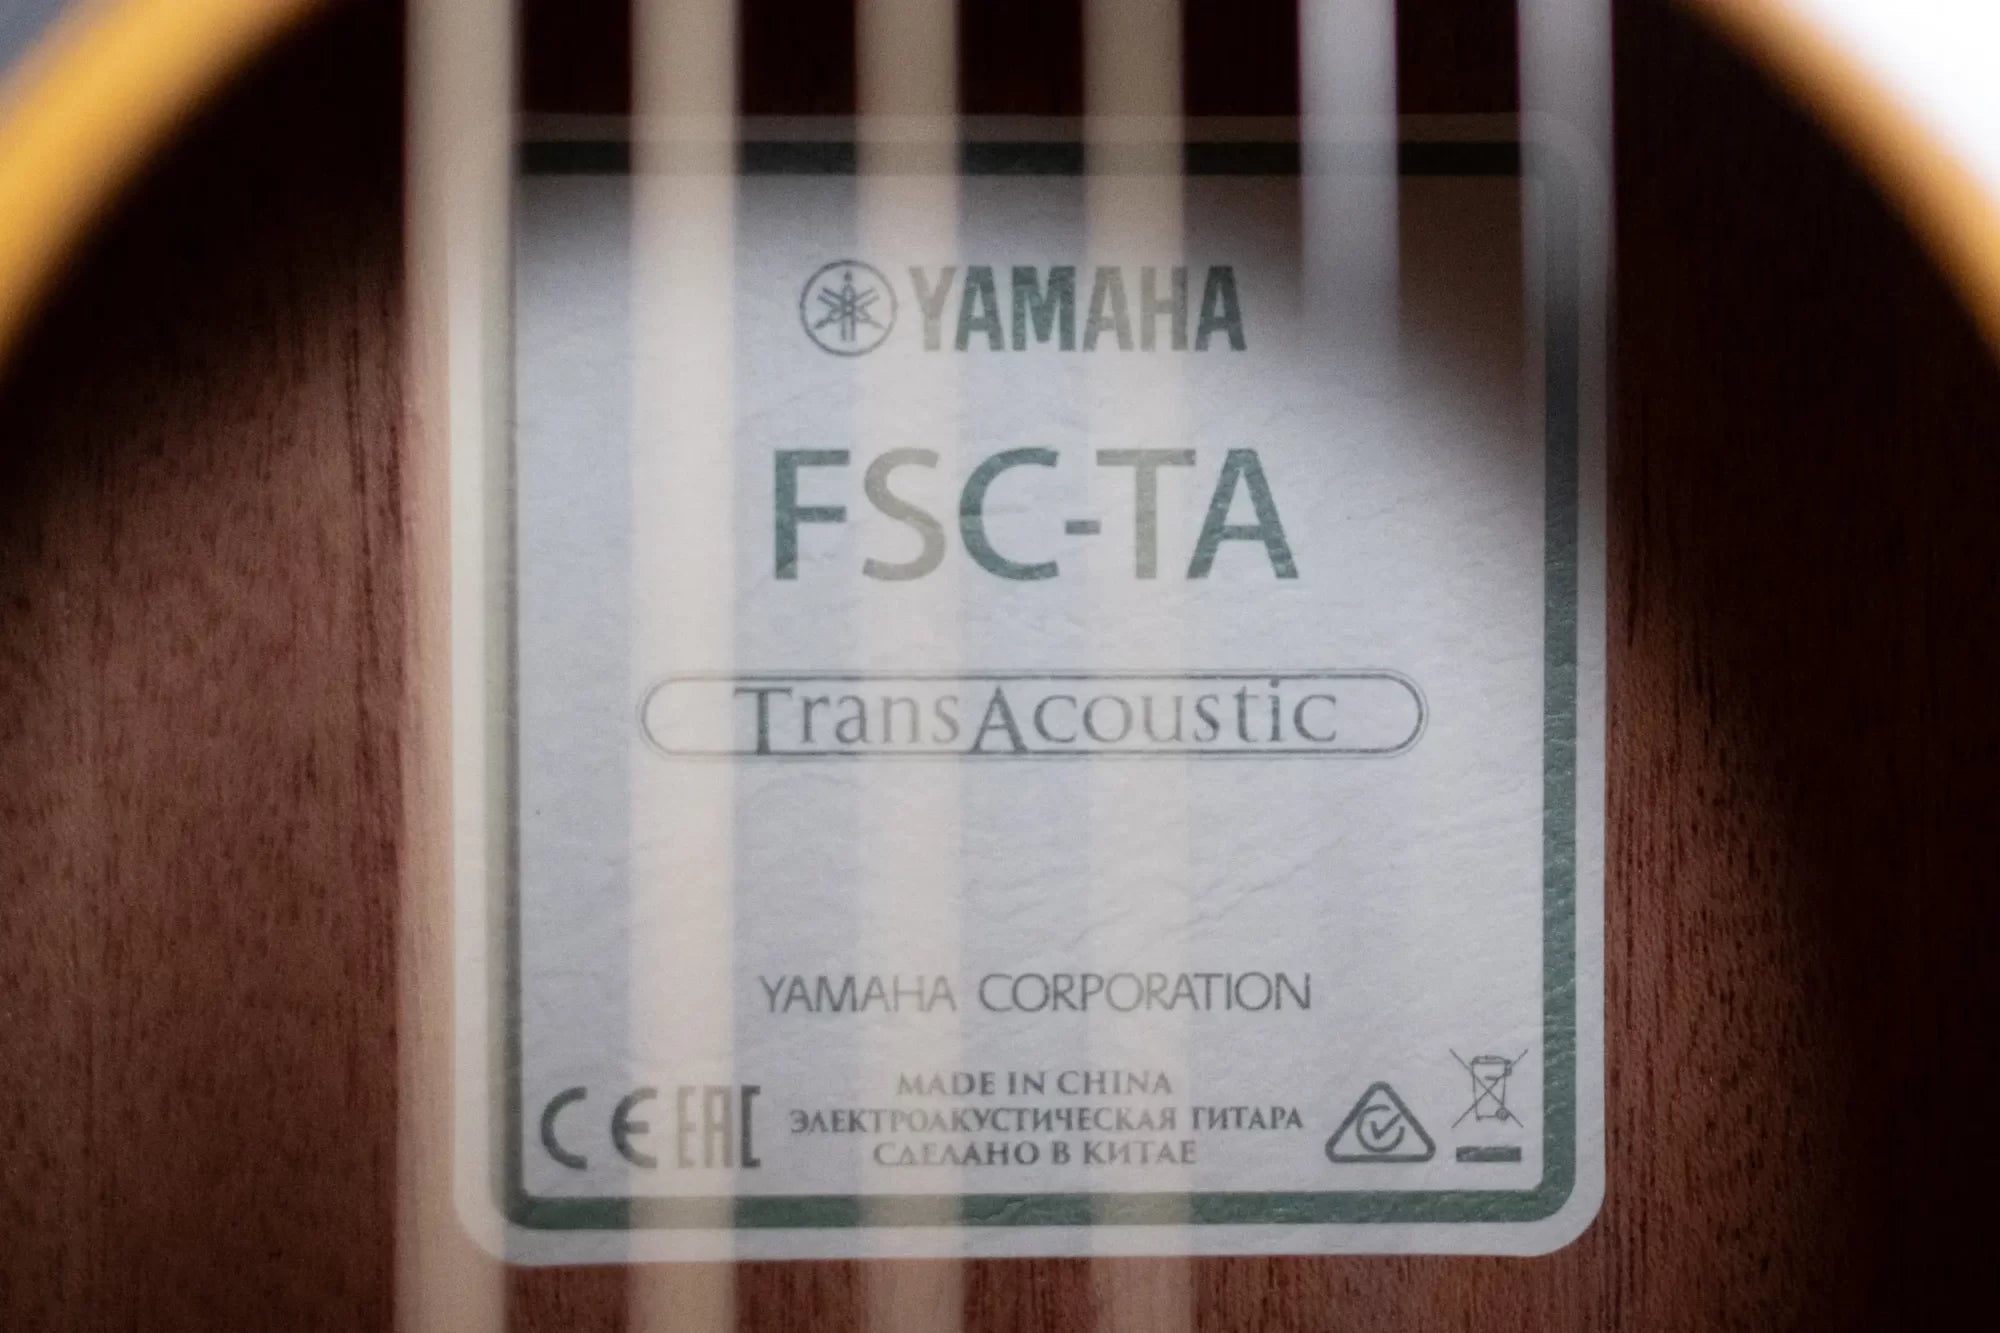 YAMAHA
FSC-TA
TransAcoustic
YAMAHA CORPORATION
MADE IN CHINA
ЭЛЕКТРОАКУСТИЧЕСКАЯ ГИТАРА
СДЕЛАНО В КИТАЕ
CE EAC